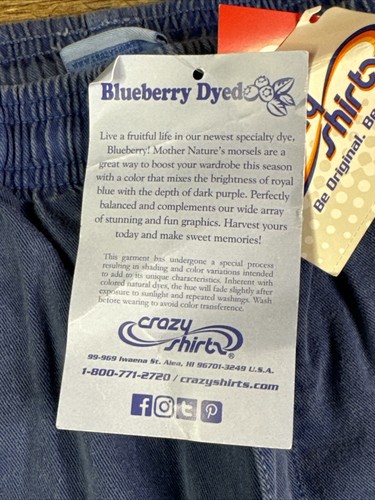 Blueberry Dyed
Live a fruitful life in our newest specialty dye,
Blueberry! Mother Nature's morsels are a
great way to boost your wardrobe this season
with a color that mixes the brightness of royal
blue with the depth of dark purple. Perfectly
balanced and complements our wide array
of stunning and fun graphics. Harvest yours
today and make sweet memories!
This garment has undergone a special process
resulting in shading and color variations intended
to add to its unique characteristics. Inherent with
colored natural dyes, the hue will fade slightly after
exposure to sunlight and repeated washings. Wash
before wearing to avoid color transference.
crazy
shirts®
99-969 Iwaena St. Aiea, HI 96701-3249 U.S.A.
1-800-771-2720 / crazyshirts.com
shirts
Be Original. Be